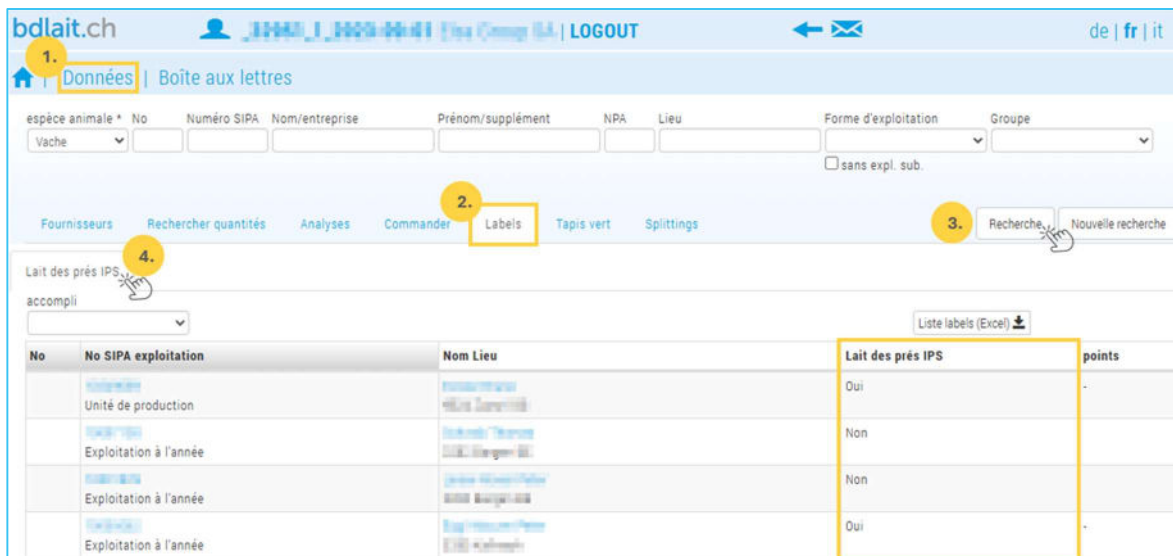 bdlait.ch | LOGOUT de | fr | it
1.
| Données | Boîte aux lettres
espèce animale * No Numéro SIPA Nom/entreprise Prénom/supplément NPA Lieu Forme d'exploitation Groupe
Vache
sans expl. sub.
2.
Fournisseurs Rechercher quantités Analyses Commander Labels Tapis vert Splittings 3. Recherche Nouvelle recherche
4.
Lait des prés IPS
accompli
Liste labels (Excel)
No No SIPA exploitation Nom Lieu Lait des prés IPS points
Oui -
Unité de production
Non
Exploitation à l'année
Non
Exploitation à l'année
Oui -
Exploitation à l'année